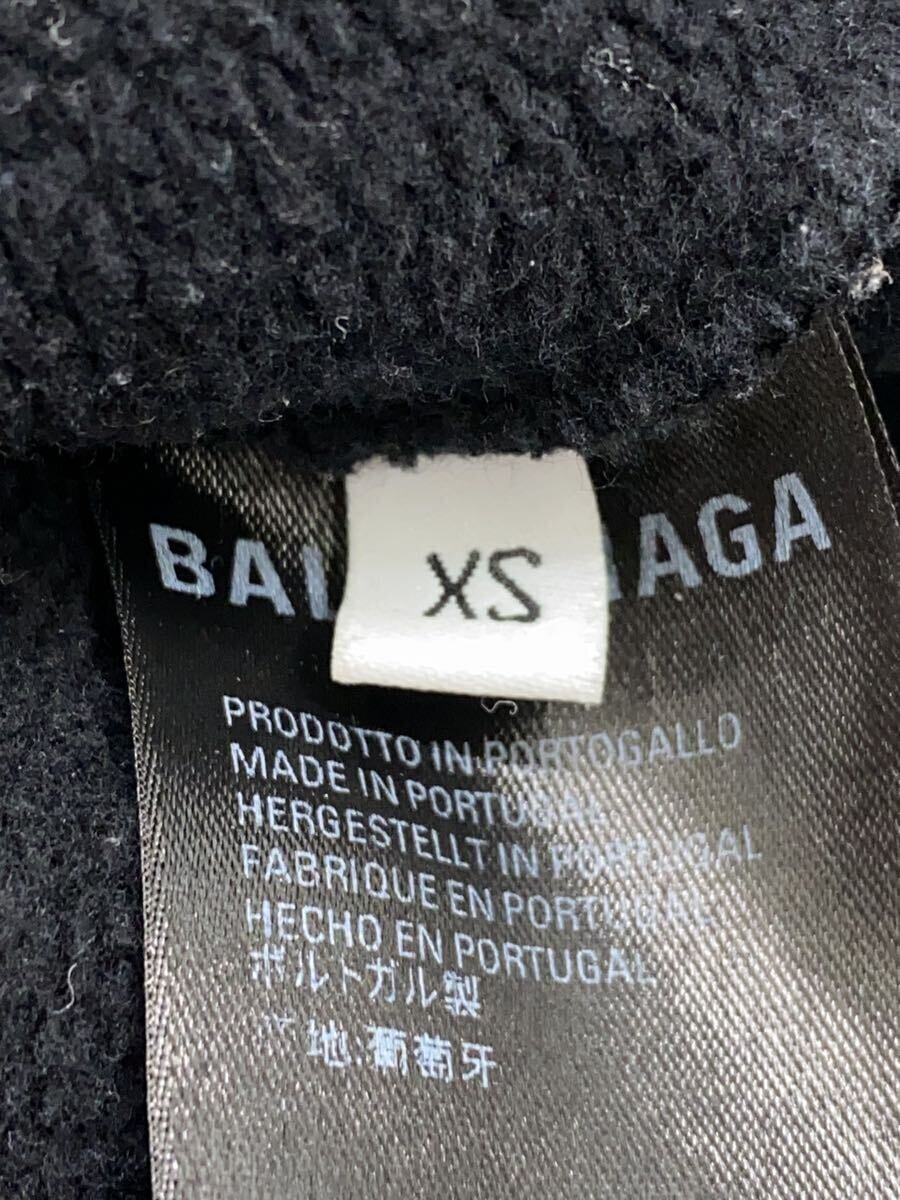 BAL AGA
XS
PRODOTTO IN PORTOGALLO
MADE IN PORTUGAL
HERGESTELLT IN PORTUGAL
FABRIQUE EN PORTUGAL
HECHO EN PORTUGAL
ポルトガル製
地:葡萄牙